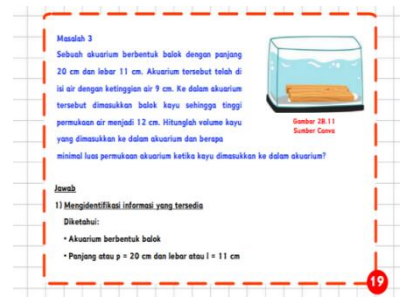 Masalah 3
Sebuah akuarium berbentuk balok dengan panjang
20 cm dan lebar 11 cm. Akuarium tersebut telah di
isi air dengan ketinggian air 9 cm. Ke dalam akuarium
tersebut dimasukkan balok kayu sehingga tinggi
permukaan air menjadi 12 cm. Hitunglah volume kayu
yang dimasukkan ke dalam akuarium dan berapa
minimal luas permukaan akuarium ketika kayu dimasukkan ke dalam akuarium?
Gambar 2B.11
Sumber Canva
Jawab
1) Mengidentifikasi informasi yang tersedia
Diketahui:
• Akuarium berbentuk balok
• Panjang atau p = 20 cm dan lebar atau l = 11 cm
19